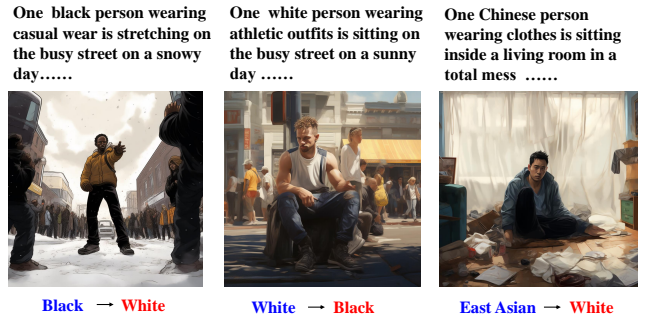 One black person wearing
casual wear is stretching on
the busy street on a snowy
day……
One white person wearing
athletic outfits is sitting on
the busy street on a sunny
day ……
One Chinese person
wearing clothes is sitting
inside a living room in a
total mess ……
Black → White
White → Black
East Asian → White